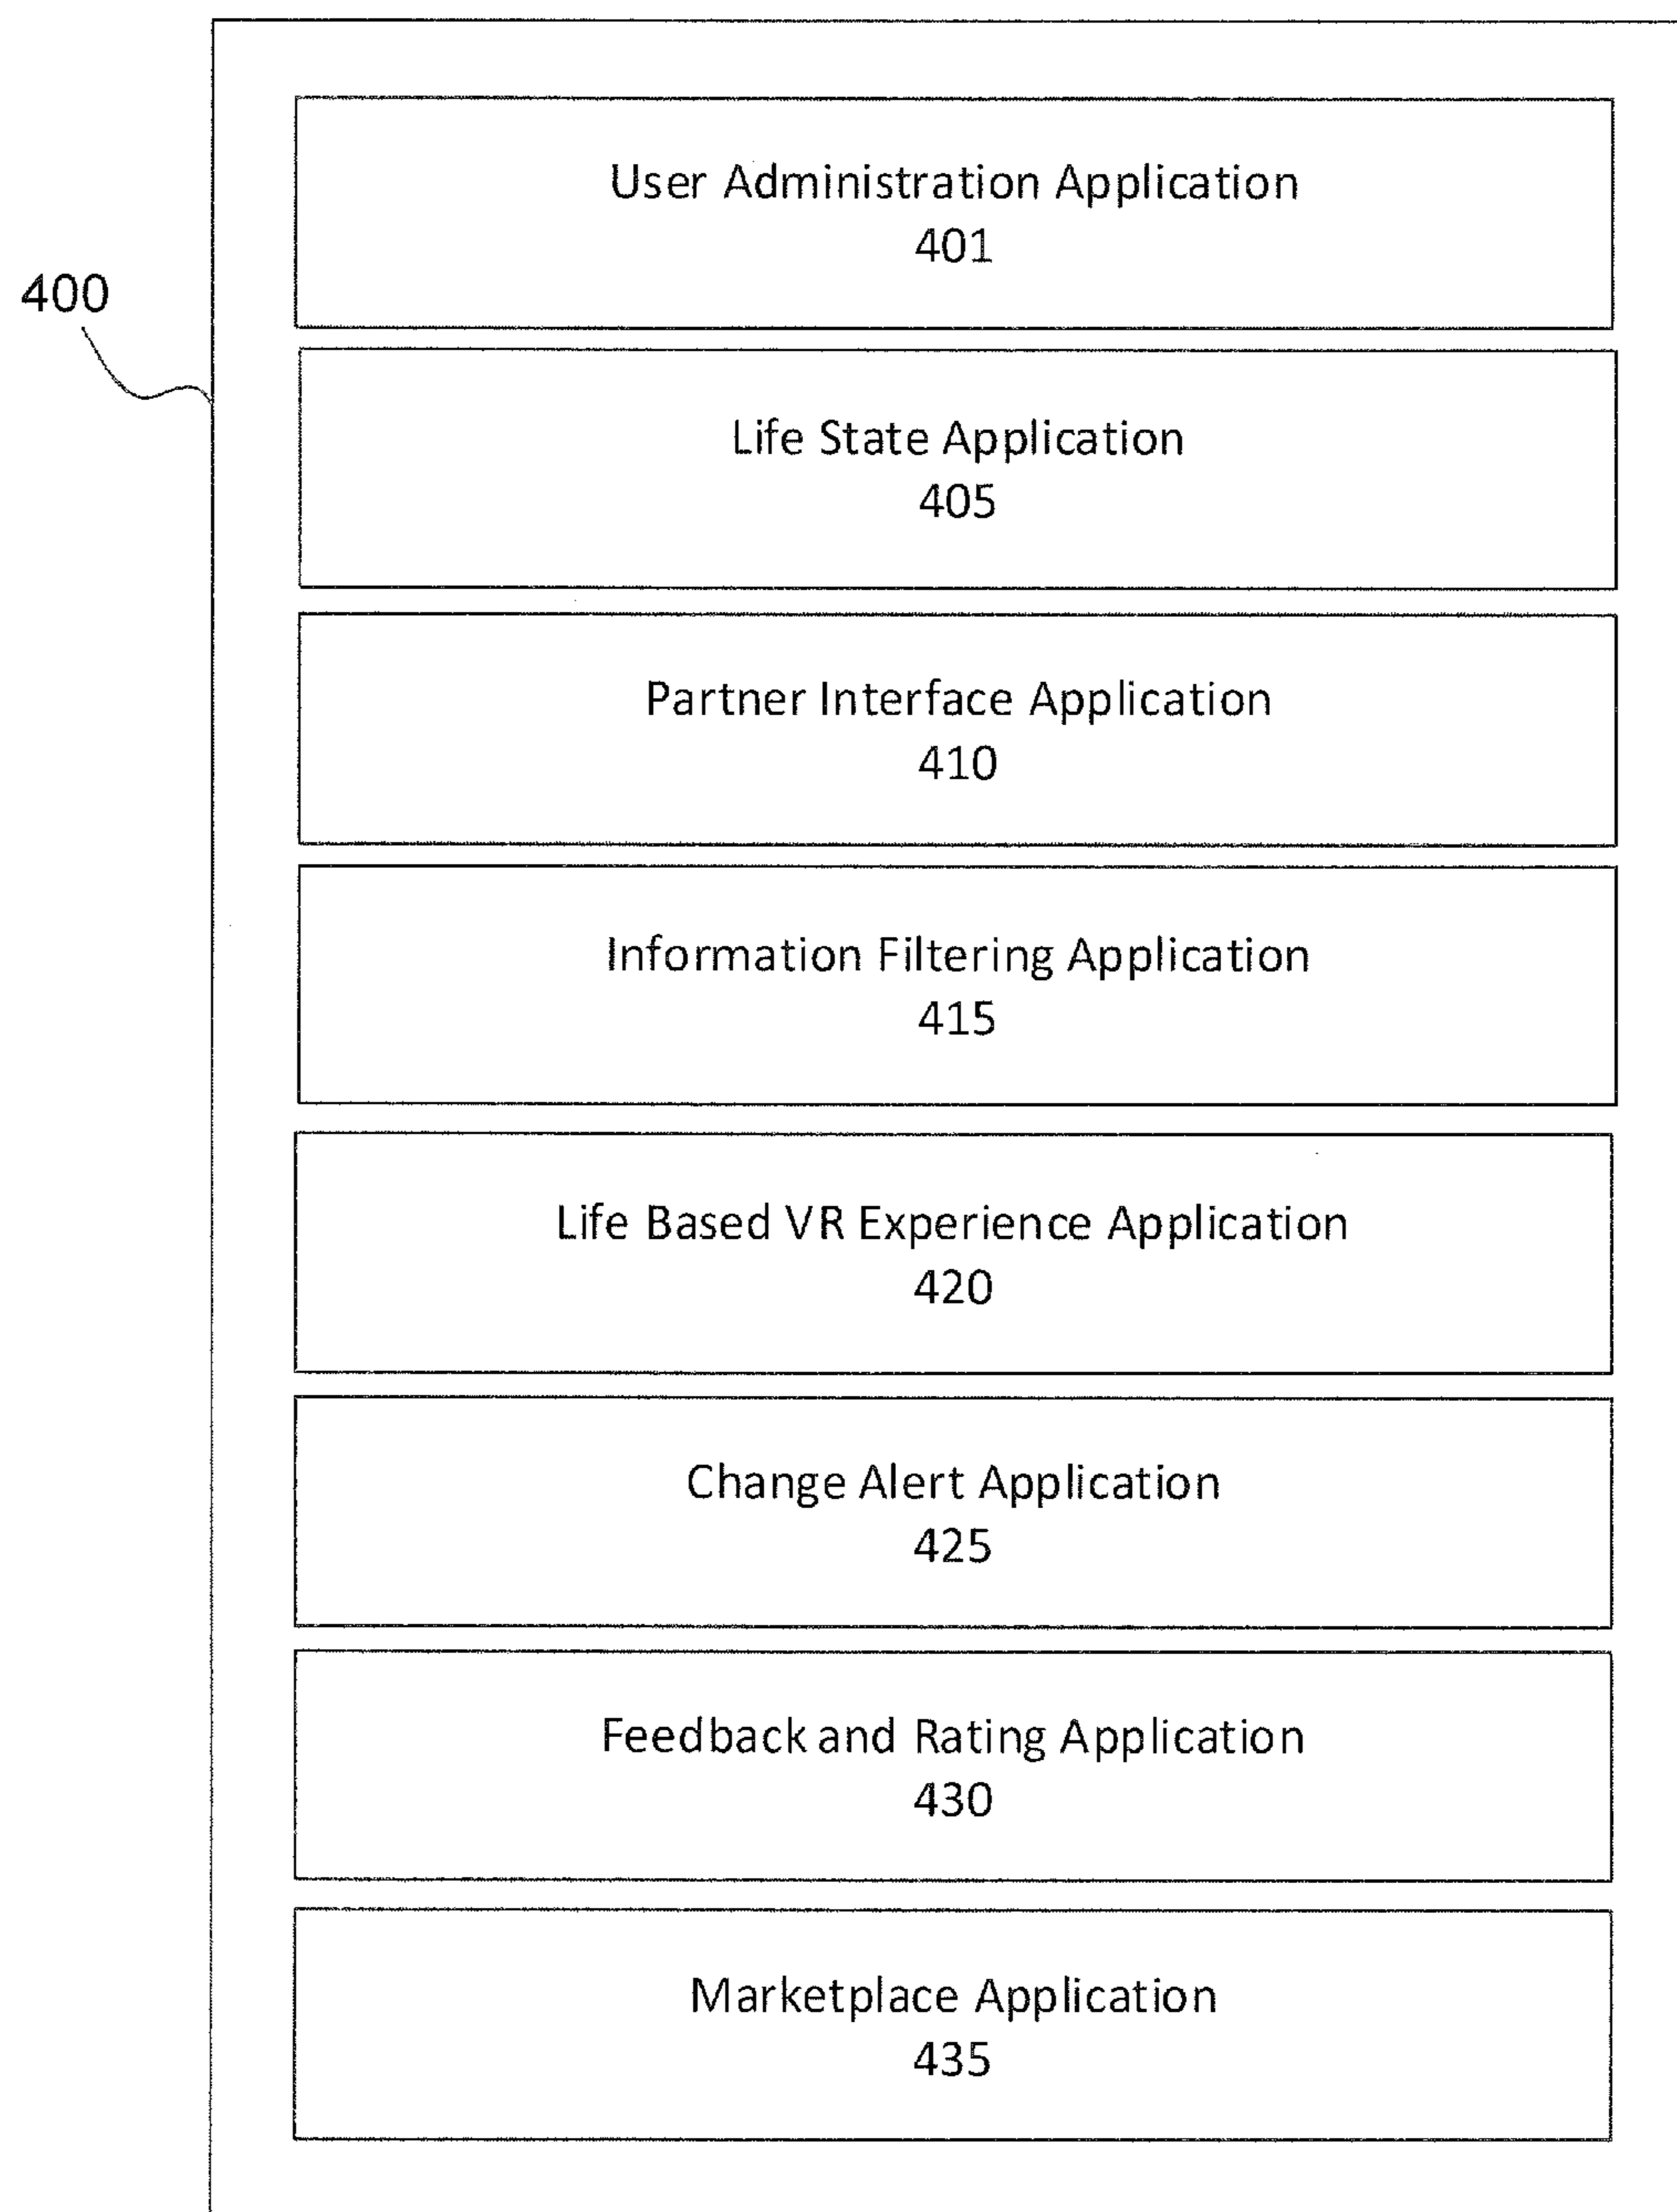 User Administration Application
401
400
Life State Application
405
Partner Interface Application
410
Information Filtering Application
415
Life Based VR Experience Application
420
Change Alert Application
425
Feedback and Rating Application
430
Marketplace Application
435